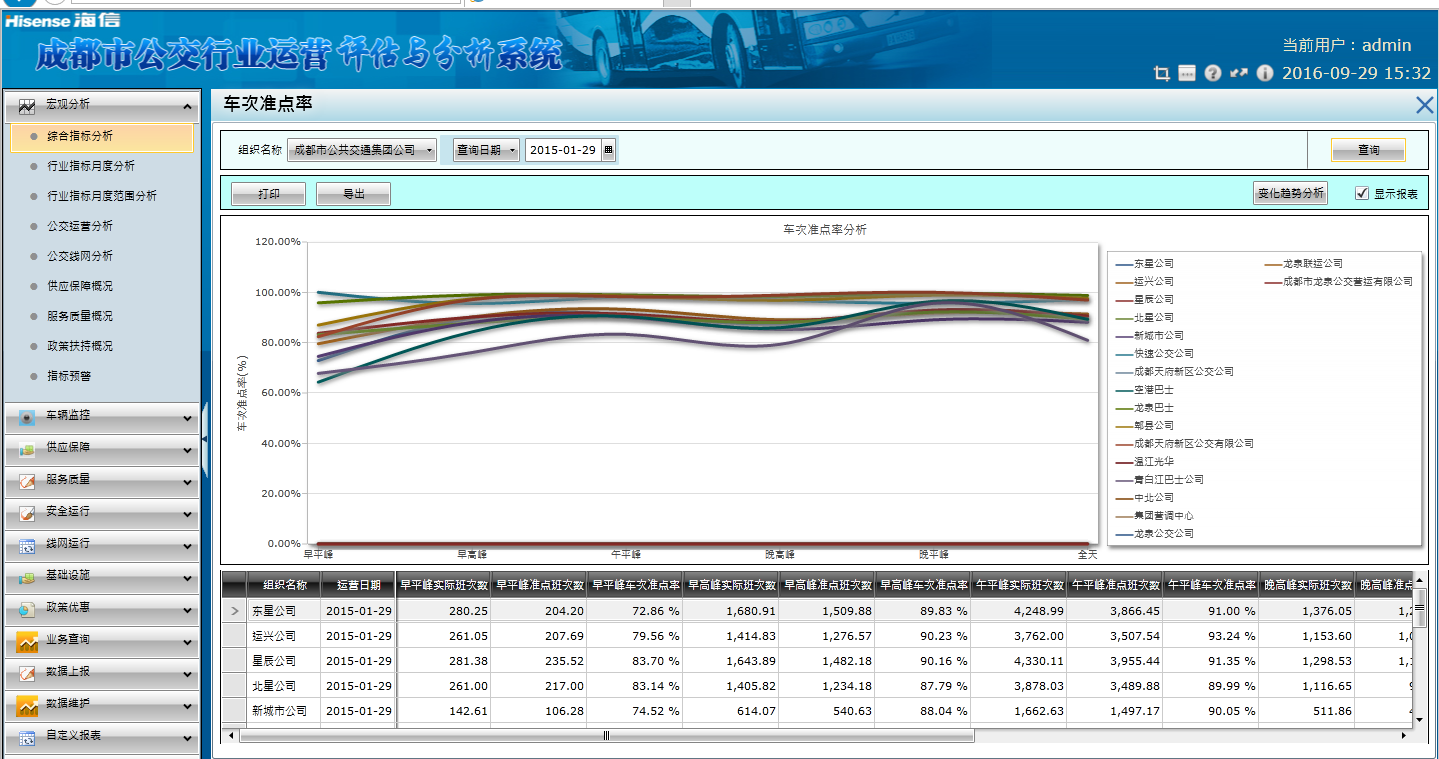 Hisense 海信
成都市公交行业运营评估与分析系统
当前用户：admin
2016-09-29 15:32
宏观分析
综合指标分析
行业指标月度分析
行业指标月度范围分析
公交运营分析
公交线网分析
供应保障概况
服务质量概况
政策扶持概况
指标预警
车辆监控
供应保障
服务质量
安全运行
线网运行
基础设施
政策优惠
业务查询
数据上报
数据维护
自定义报表
车次准点率
组织名称 成都市公共交通集团公司 查询日期 2015-01-29 查询
打印 导出 变化趋势分析 显示报表
车次准点率分析
车次准点率(%)
120.00%
100.00%
80.00%
60.00%
40.00%
20.00%
0.00%
早平峰 早高峰 午平峰 晚高峰 晚平峰 全天
东星公司 龙泉联运公司
运兴公司 成都市龙泉公交营运有限公司
星辰公司
北星公司
新城市公司
快速公交公司
成都天府新区公交公司
空港巴士
龙泉巴士
郫县公司
成都天府新区公交有限公司
温江光华
青白江巴士公司
中北公司
集团营调中心
龙泉公交公司
组织名称 运营日期 早平峰实际班次数 早平峰准点班次数 早平峰车次准点率 早高峰实际班次数 早高峰准点班次数 早高峰车次准点率 午平峰实际班次数 午平峰准点班次数 午平峰车次准点率 晚高峰实际班次数 晚高峰准点
东星公司 2015-01-29 280.25 204.20 72.86 % 1,680.91 1,509.88 89.83 % 4,248.99 3,866.45 91.00 % 1,376.05
运兴公司 2015-01-29 261.05 207.69 79.56 % 1,414.83 1,276.57 90.23 % 3,762.00 3,507.54 93.24 % 1,153.60
星辰公司 2015-01-29 281.38 235.52 83.70 % 1,643.89 1,482.18 90.16 % 4,330.11 3,955.44 91.35 % 1,298.53
北星公司 2015-01-29 261.00 217.00 83.14 % 1,405.82 1,234.18 87.79 % 3,878.03 3,489.88 89.99 % 1,116.65
新城市公司 2015-01-29 142.61 106.28 74.52 % 614.07 540.63 88.04 % 1,662.63 1,497.17 90.05 % 511.86